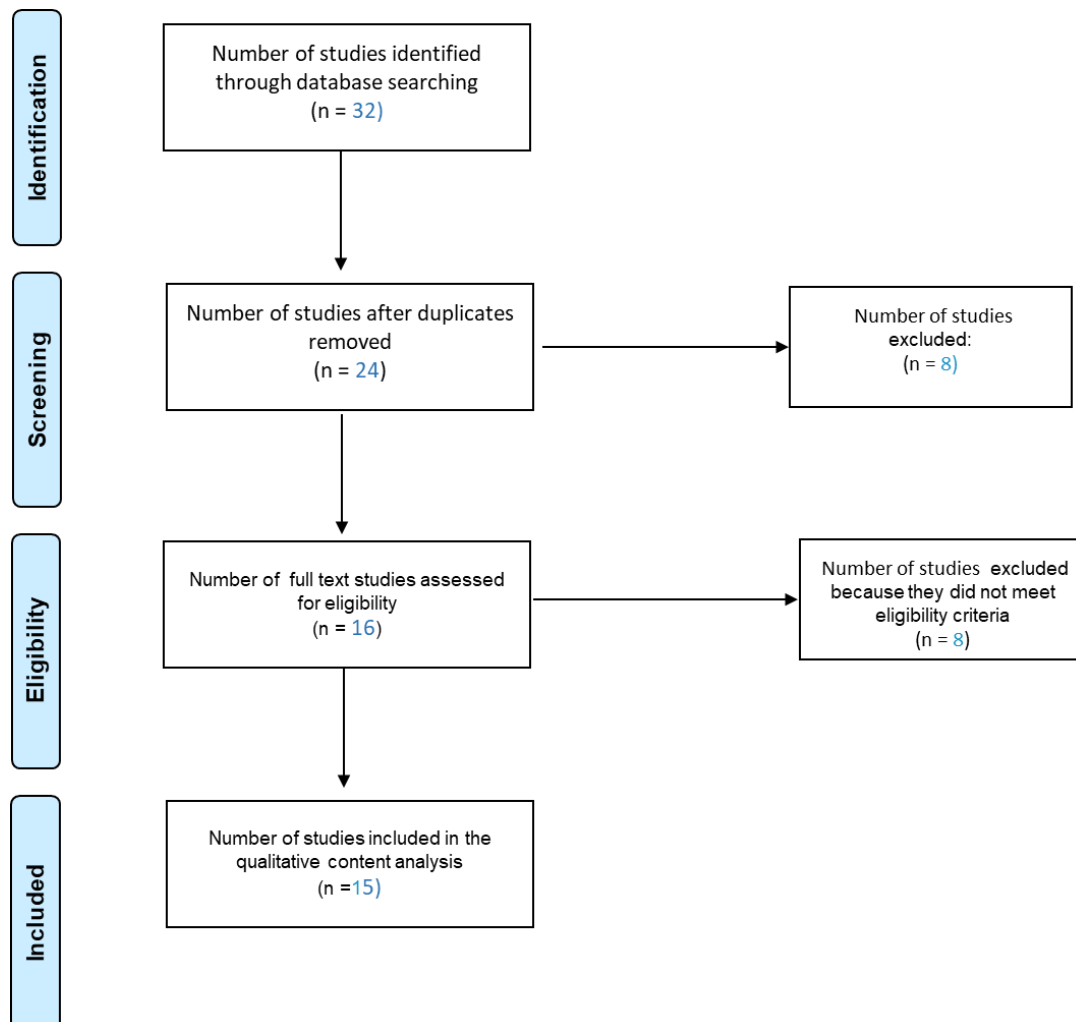 Identification
Number of studies identified
through database searching
(n = 32)
Screening
Number of studies after duplicates
removed
(n = 24)
Number of studies
excluded:
(n = 8)
Eligibility
Number of full text studies assessed
for eligibility
(n = 16)
Number of studies excluded
because they did not meet
eligibility criteria
(n = 8)
Included
Number of studies included in the
qualitative content analysis
(n =15)